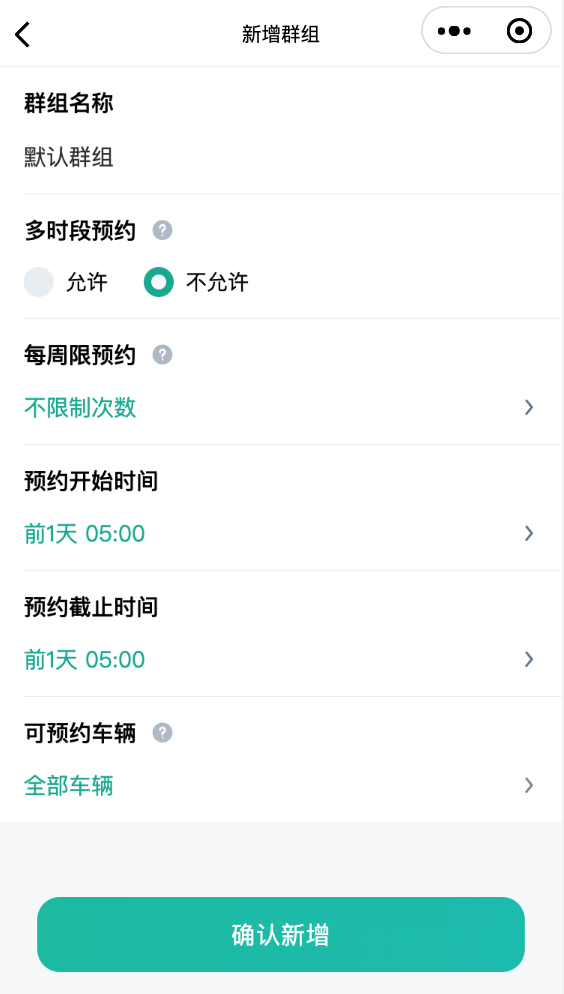 新增群组
群组名称
默认群组
多时段预约 ?
允许 不允许
每周限预约 ?
不限制次数
预约开始时间
前1天 05:00
预约截止时间
前1天 05:00
可预约车辆 ?
全部车辆
确认新增